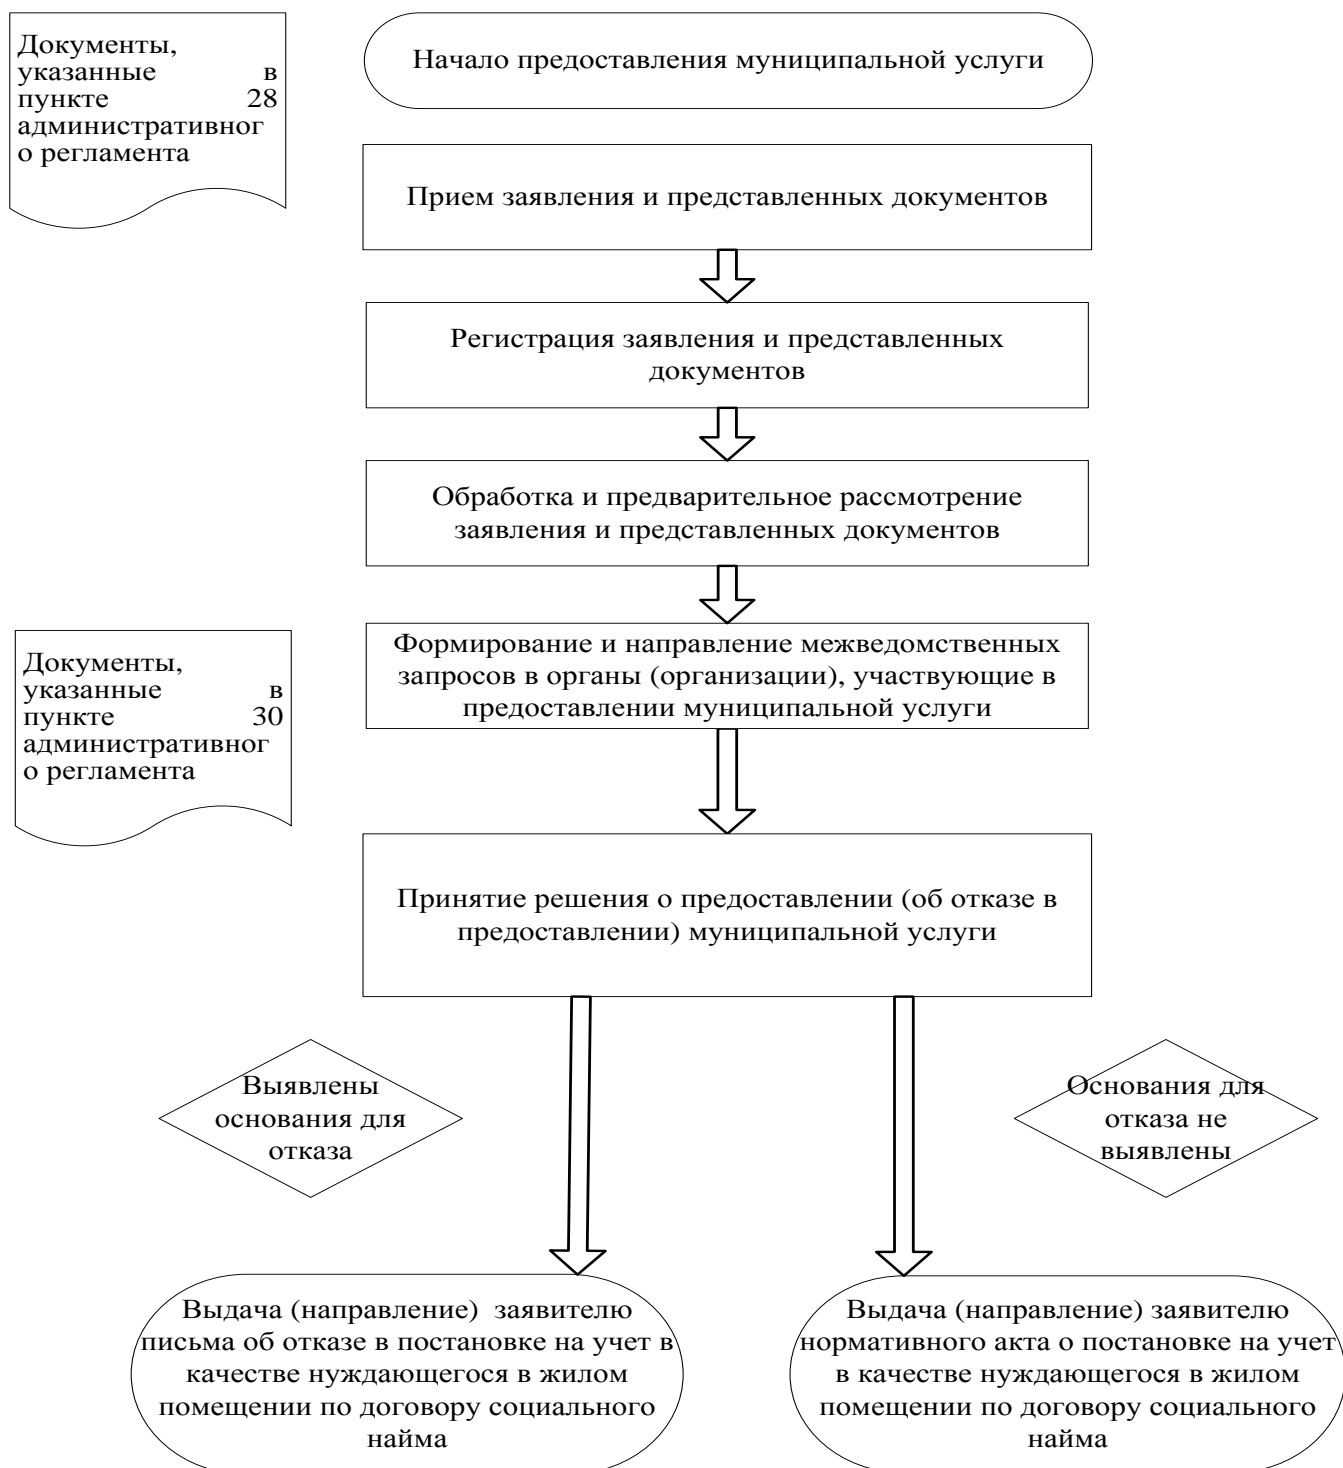 Документы,
указанные в
пункте 28
административног
о регламента
Начало предоставления муниципальной услуги
Прием заявления и представленных документов
Регистрация заявления и представленных
документов
Обработка и предварительное рассмотрение
заявления и представленных документов
Формирование и направление межведомственных
запросов в органы (организации), участвующие в
предоставлении муниципальной услуги
Документы,
указанные в
пункте 30
административног
о регламента
Принятие решения о предоставлении (об отказе в
предоставлении) муниципальной услуги
Выявлены
основания для
отказа
Основания для
отказа не
выявлены
Выдача (направление) заявителю
письма об отказе в постановке на учет в
качестве нуждающегося в жилом
помещении по договору социального
найма
Выдача (направление) заявителю
нормативного акта о постановке на учет
в качестве нуждающегося в жилом
помещении по договору социального
найма